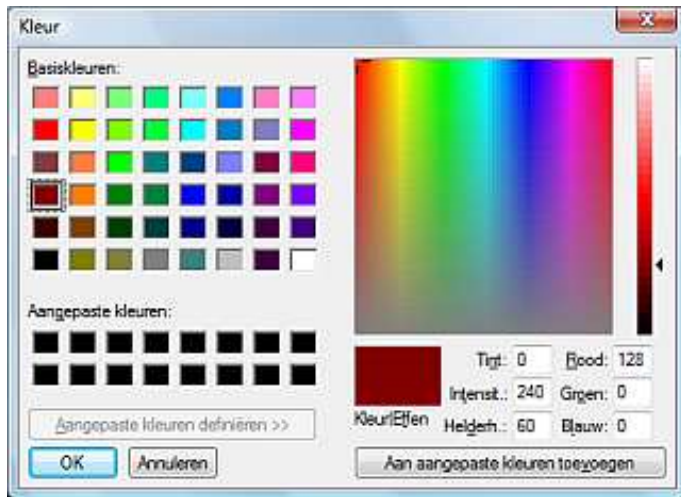 Kleur
Basiskleuren:
Aangepaste kleuren:
Aangepaste kleuren definiëren >>
OK
Annuleren
Kleur|Effen
Tint: 0
Rood: 128
Intensit.: 240
Groen: 0
Helderh.: 60
Blauw: 0
Aan aangepaste kleuren toevoegen